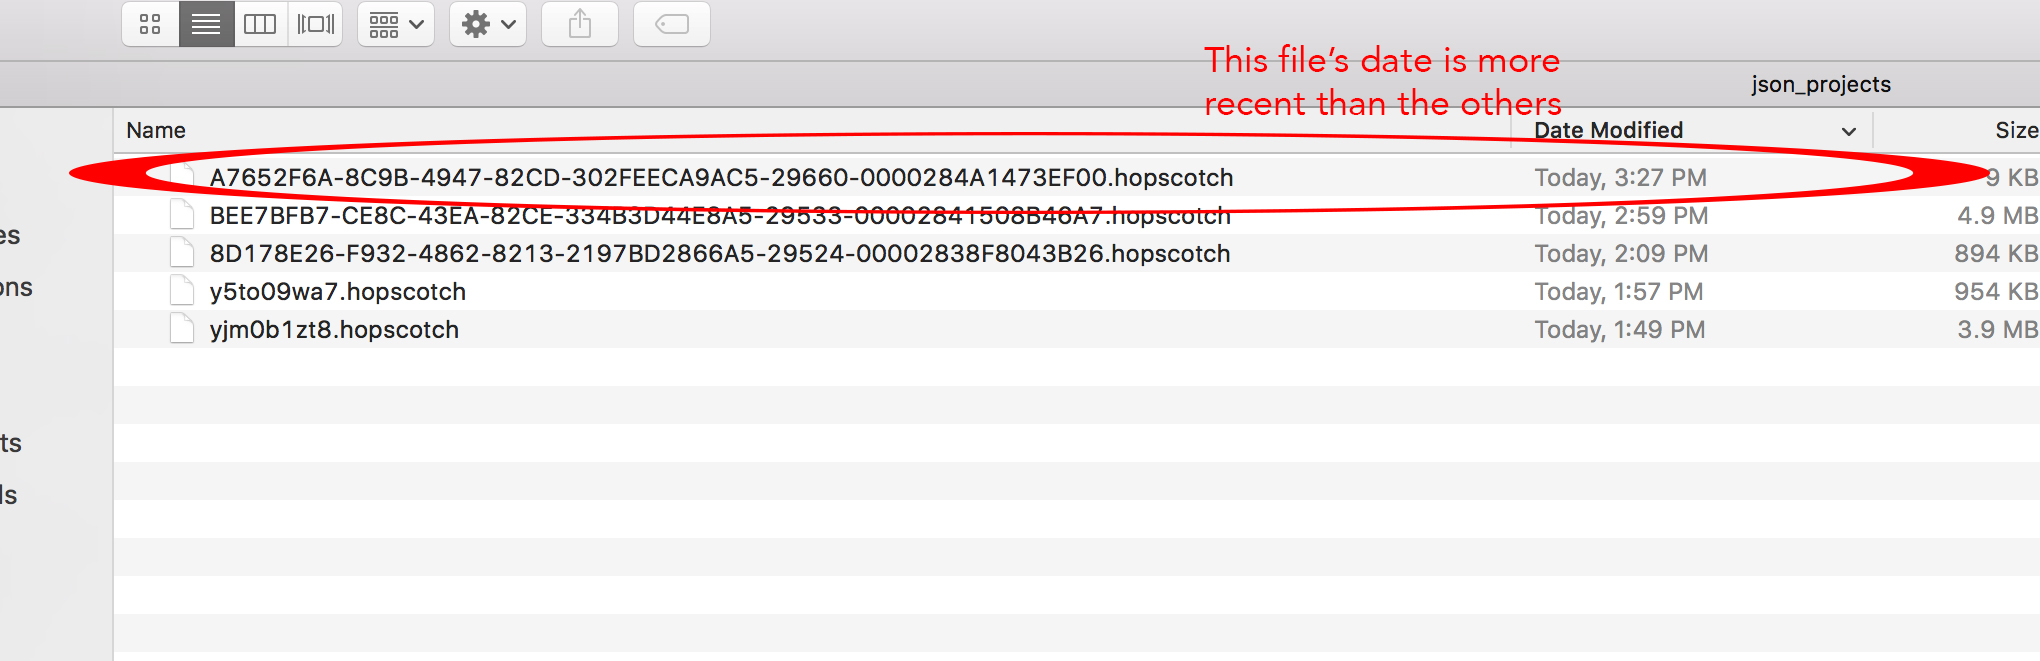 This file's date is more
recent than the others
json_projects
Name Date Modified Size
A7652F6A-8C9B-4947-82CD-302FEECA9AC5-29660-0000284A1473EF00.hopscotch Today, 3:27 PM 9 KB
es BEE7BFB7-CE8C-43EA-82CE-334B3D44E8A5-29533-00002841508B46A7.hopscotch Today, 2:59 PM 4.9 MB
8D178E26-F932-4862-8213-2197BD2866A5-29524-00002838F8043B26.hopscotch Today, 2:09 PM 894 KB
ons y5to09wa7.hopscotch Today, 1:57 PM 954 KB
yjm0b1zt8.hopscotch Today, 1:49 PM 3.9 MB
ts
ls